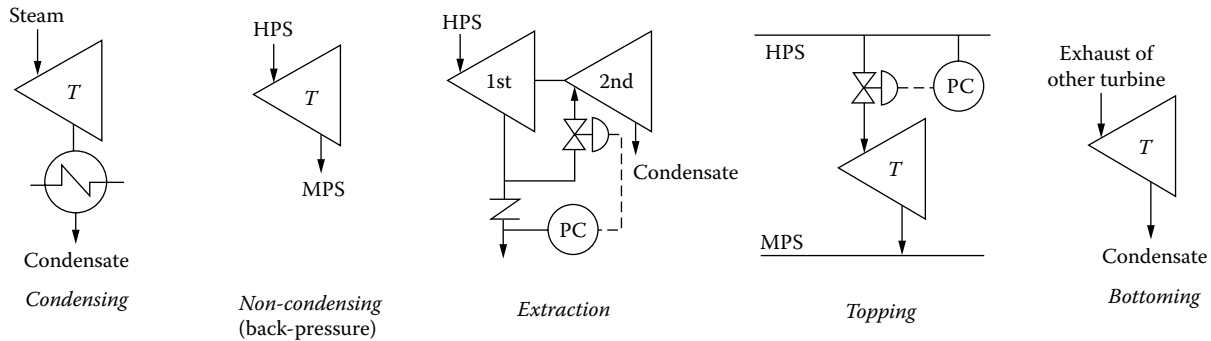 Steam
T
Condensate
Condensing
HPS
T
MPS
Non-condensing
(back-pressure)
HPS
1st
2nd
Condensate
PC
Extraction
HPS
PC
T
MPS
Topping
Exhaust of
other turbine
T
Condensate
Bottoming